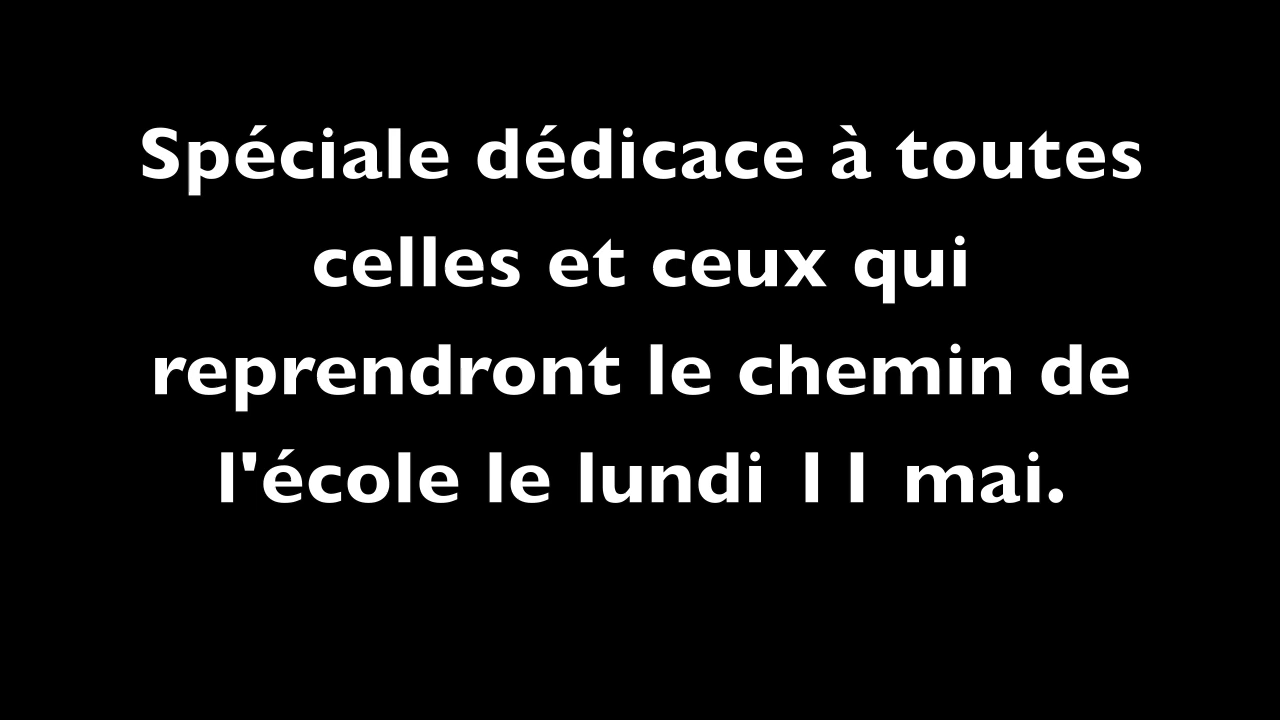 Spéciale dédicace à toutes
celles et ceux qui
reprendront le chemin de
l'école le lundi 11 mai.